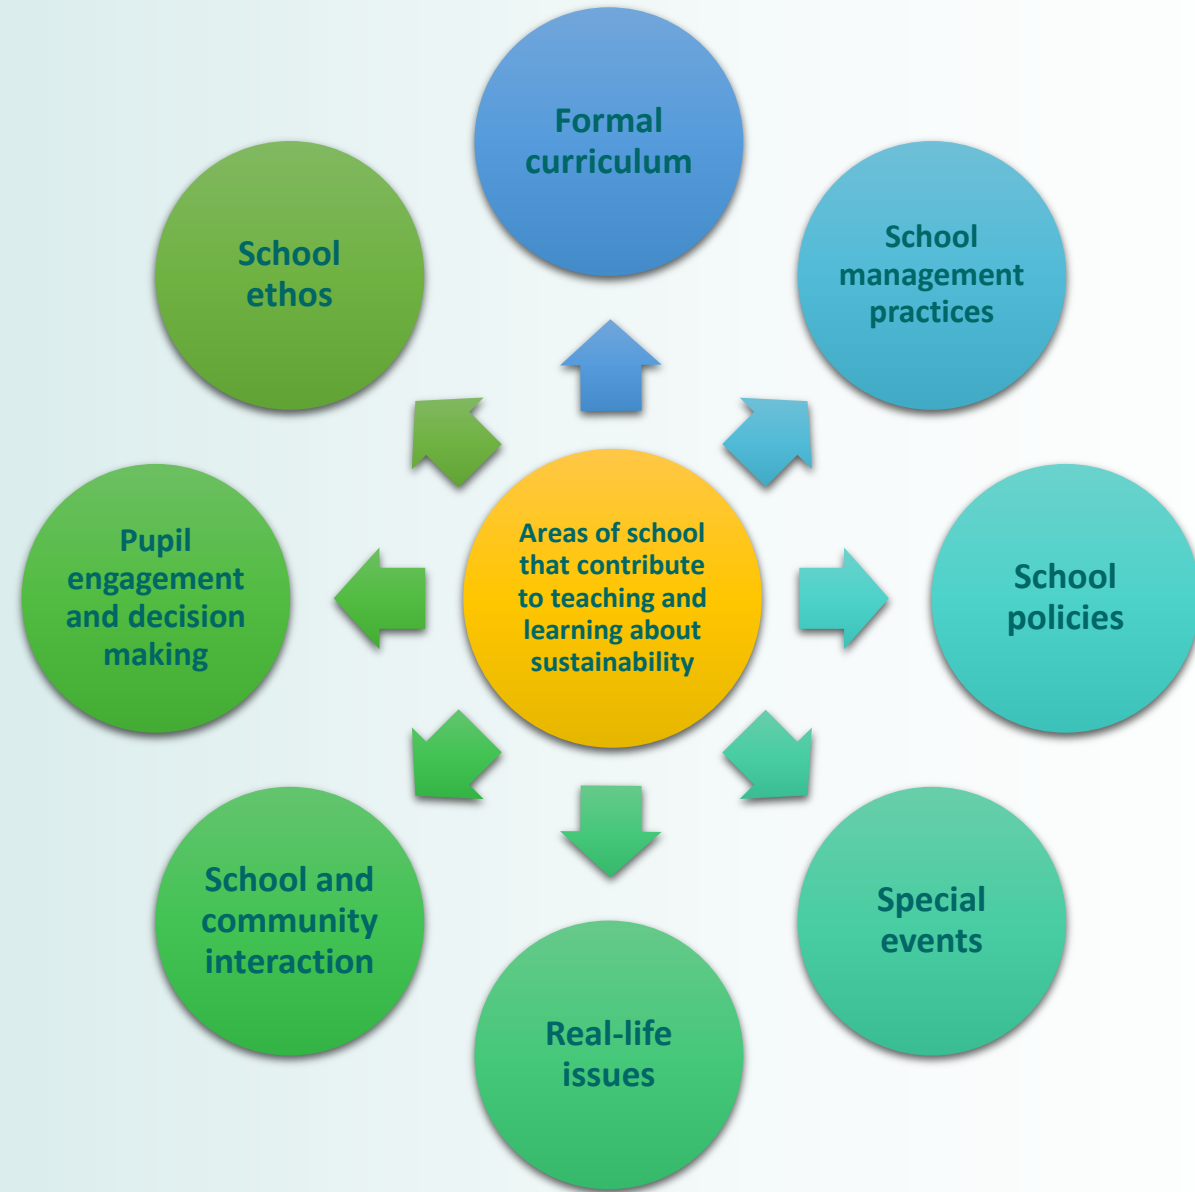 Formal
curriculum
School
management
practices
School
policies
Special
events
Real-life
issues
School and
community
interaction
Pupil
engagement
and decision
making
School
ethos
Areas of school
that contribute
to teaching and
learning about
sustainability